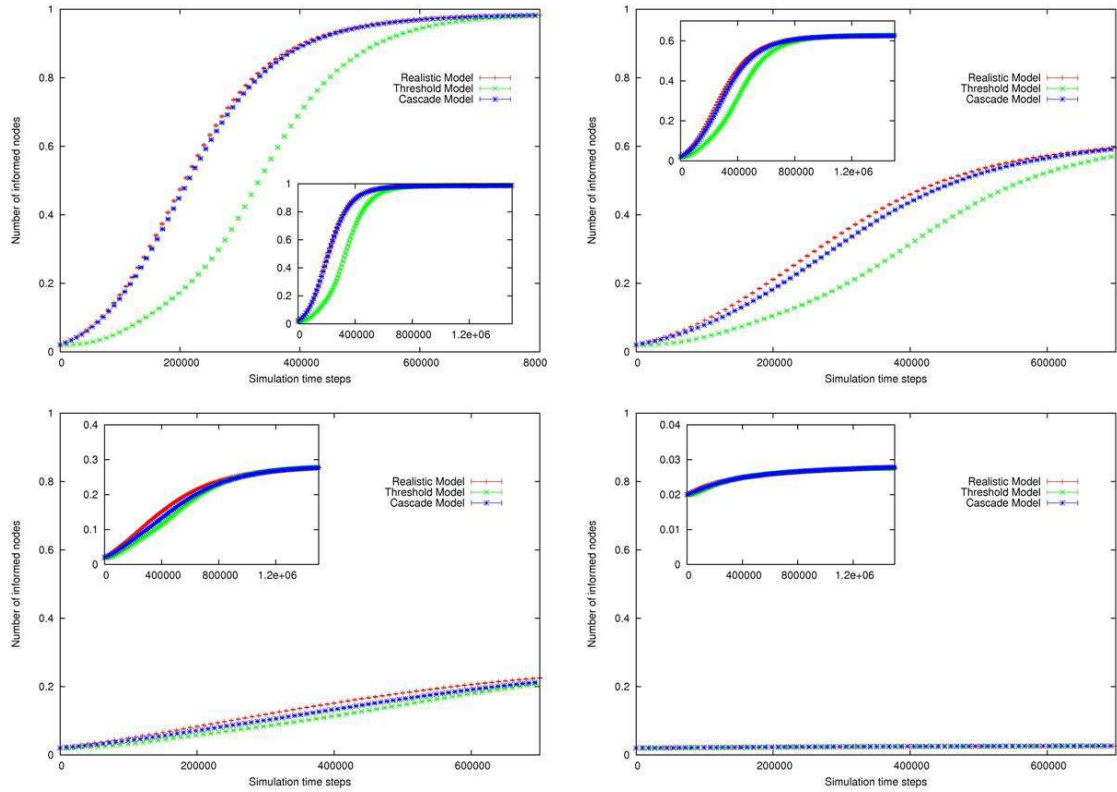 1
0.8
0.6
0.4
0.2
0
Number of informed nodes
Realistic Model
Threshold Model
Cascade Model
1
0.8
0.6
0.4
0.2
0
0 400000 800000 1.2e+06
0 200000 400000 600000 8000
Simulation time steps
1
0.8
0.6
0.4
0.2
0
Number of informed nodes
0.6
0.4
0.2
0
0 400000 800000 1.2e+06
Realistic Model
Threshold Model
Cascade Model
0 200000 400000 600000
Simulation time steps
1
0.8
0.6
0.4
0.2
0
Number of informed nodes
0.4
0.3
0.2
0.1
0
0 400000 800000 1.2e+06
Realistic Model
Threshold Model
Cascade Model
0 200000 400000 600000
Simulation time steps
1
0.8
0.6
0.4
0.2
0
Number of informed nodes
0.04
0.03
0.02
0.01
0
0 400000 800000 1.2e+06
Realistic Model
Threshold Model
Cascade Model
0 200000 400000 600000
Simulation time steps